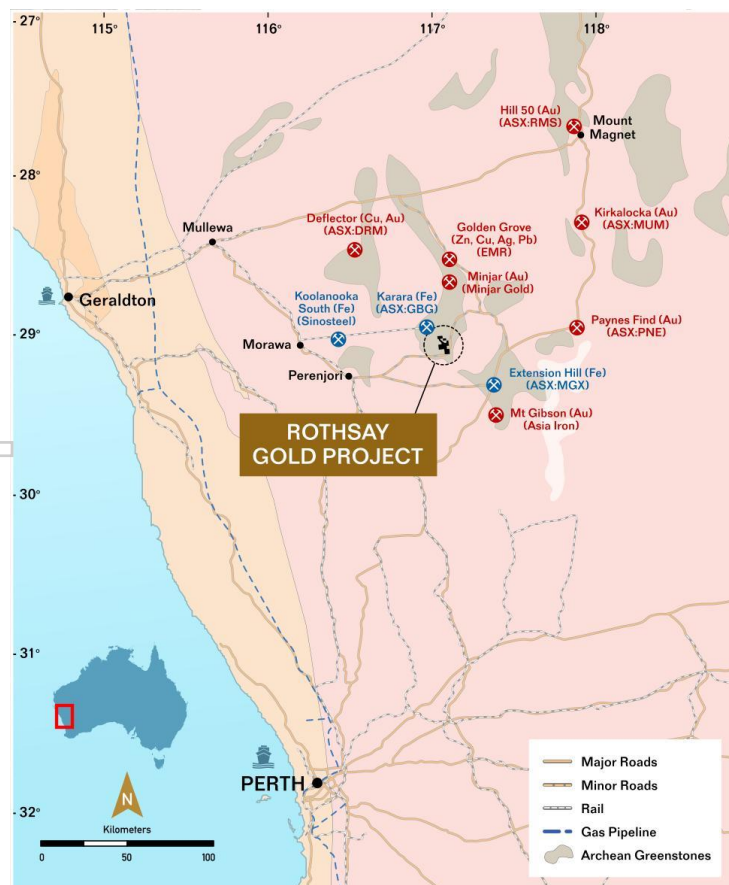 115°
116°
117°
118°
- 27°
- 28°
- 29°
- 30°
- 31°
- 32°
Hill 50 (Au)
(ASX:RMS)
Mount
Magnet
Mullewa
Deflector (Cu, Au)
(ASX:DRM)
Golden Grove
(Zn, Cu, Ag, Pb)
(EMR)
Kirkalocka (Au)
(ASX:MUM)
Minjar (Au)
(Minjar Gold)
Geraldton
Koolanooka
South (Fe)
(Sinosteel)
Karara (Fe)
(ASX:GBG)
Paynes Find (Au)
(ASX:PNE)
Morawa
Perenjori
Extension Hill (Fe)
(ASX:MGX)
Mt Gibson (Au)
(Asia Iron)
ROTHSAY
GOLD PROJECT
PERTH
N
Kilometers
0 50 100
Major Roads
Minor Roads
Rail
Gas Pipeline
Archean Greenstones